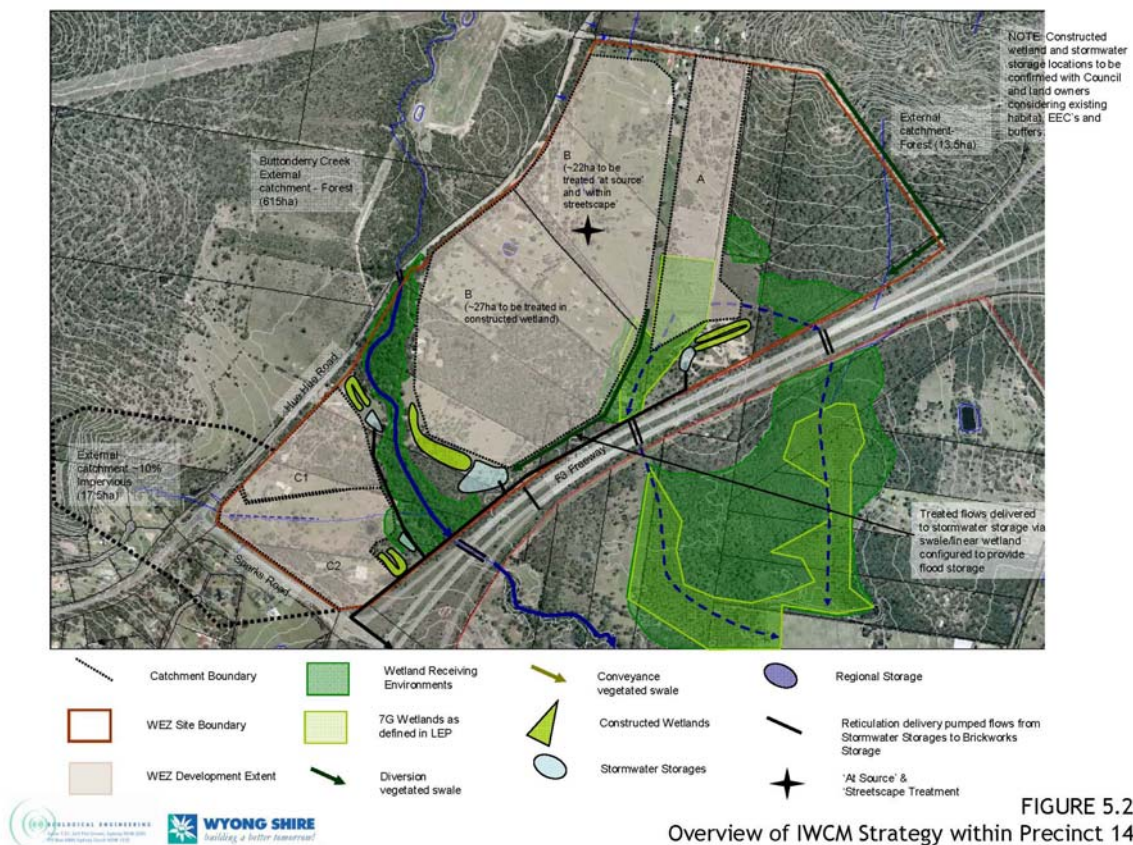 NOTE: Constructed
wetland and stormwater
storage locations to be
confirmed with Council
and land owners
considering existing
habitat, EEC's and
buffers
External
catchment-
Forest (13.5ha)
Buttonderry Creek
External
catchment - Forest
(615ha)
B
(~22ha to be
treated 'at source'
and 'within
streetscape'
A
B
(~27ha to be treated in
constructed wetland)
Hue Hue Road
External
catchment ~10%
Impervious
(17.5ha)
C1
C2
Sparks Road
F3 Freeway
Treated flows delivered
to stormwater storage via
swale/linear wetland
configured to provide
flood storage
Catchment Boundary
WEZ Site Boundary
WEZ Development Extent
Wetland Receiving
Environments
7G Wetlands as
defined in LEP
Diversion
vegetated swale
Conveyance
vegetated swale
Constructed Wetlands
Stormwater Storages
Regional Storage
Reticulation delivery pumped flows from
Stormwater Storages to Brickworks
Storage
'At Source' &
'Streetscape Treatment
ECOLOGICAL ENGINEERING
WYONG SHIRE
building a better tomorrow!
FIGURE 5.2
Overview of IWCM Strategy within Precinct 14